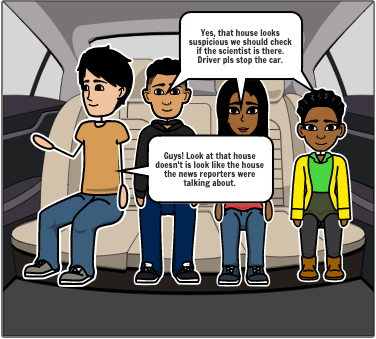 Yes, that house looks
suspicious we should check
if the scientist is there.
Driver pls stop the car.
Guys! Look at that house
doesn't is look like the house
the news reporters were
talking about.